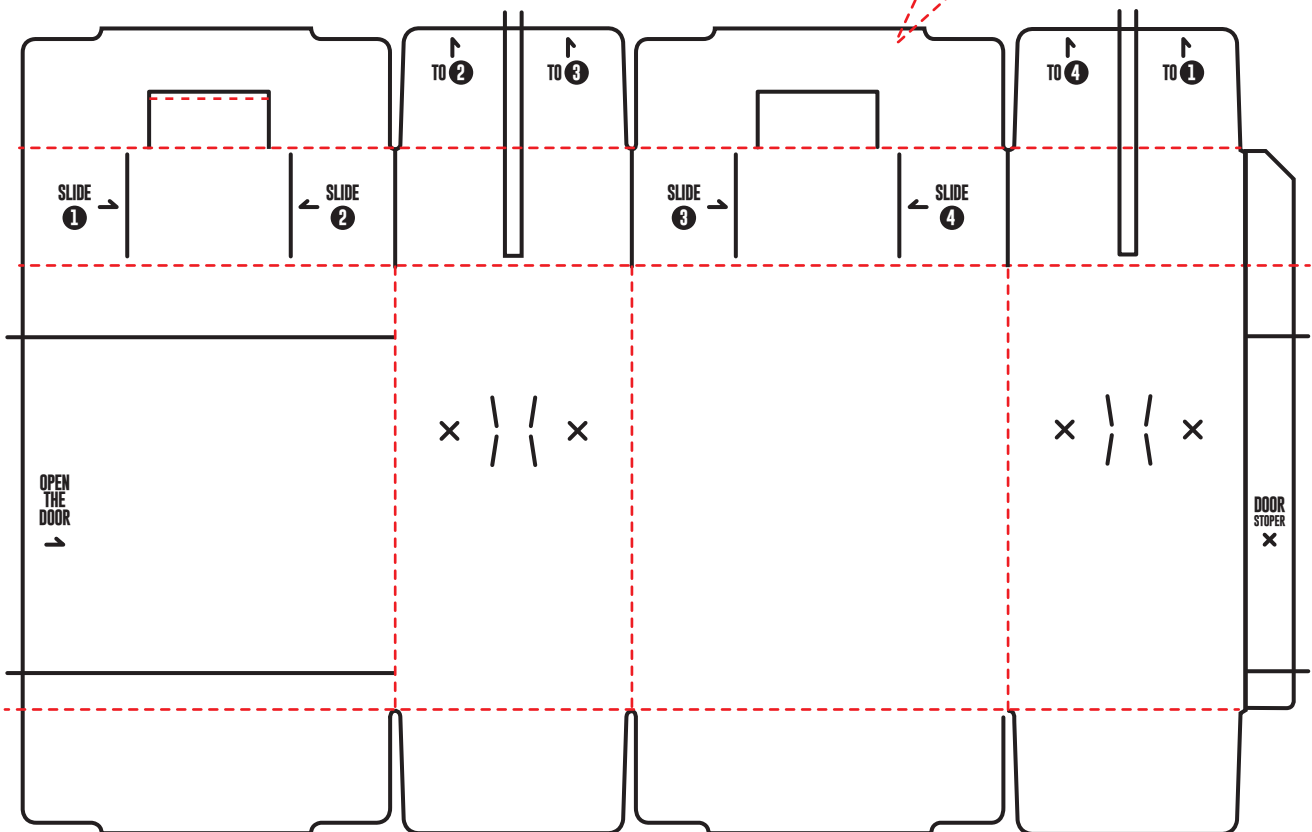 TO 2
TO 3
TO 4
TO 1
SLIDE
1
SLIDE
2
SLIDE
3
SLIDE
4
OPEN
THE
DOOR
DOOR
STOPER